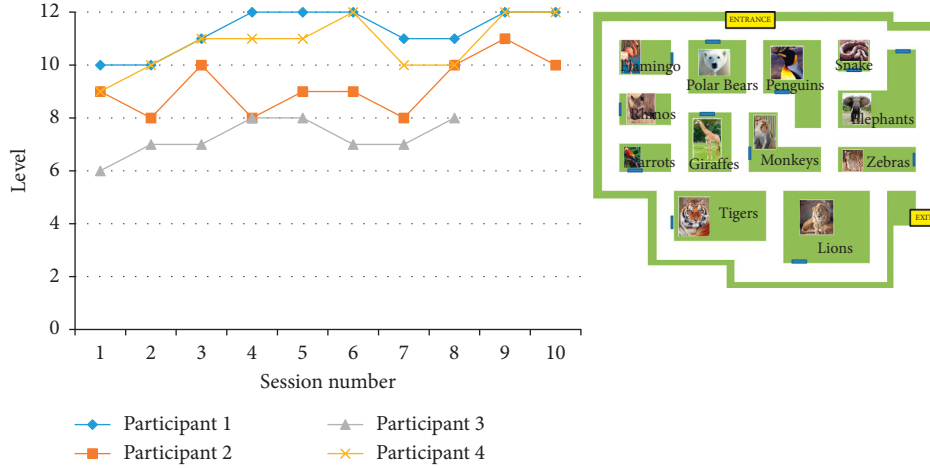 12
10
8
6
4
2
0
Level
1 2 3 4 5 6 7 8 9 10
Session number
Participant 1
Participant 2
Participant 3
Participant 4
ENTRANCE
Flamingo
Polar Bears
Penguins
Snake
Rhinos
Elephants
Parrots
Giraffes
Monkeys
Zebras
Tigers
Lions
EXIT